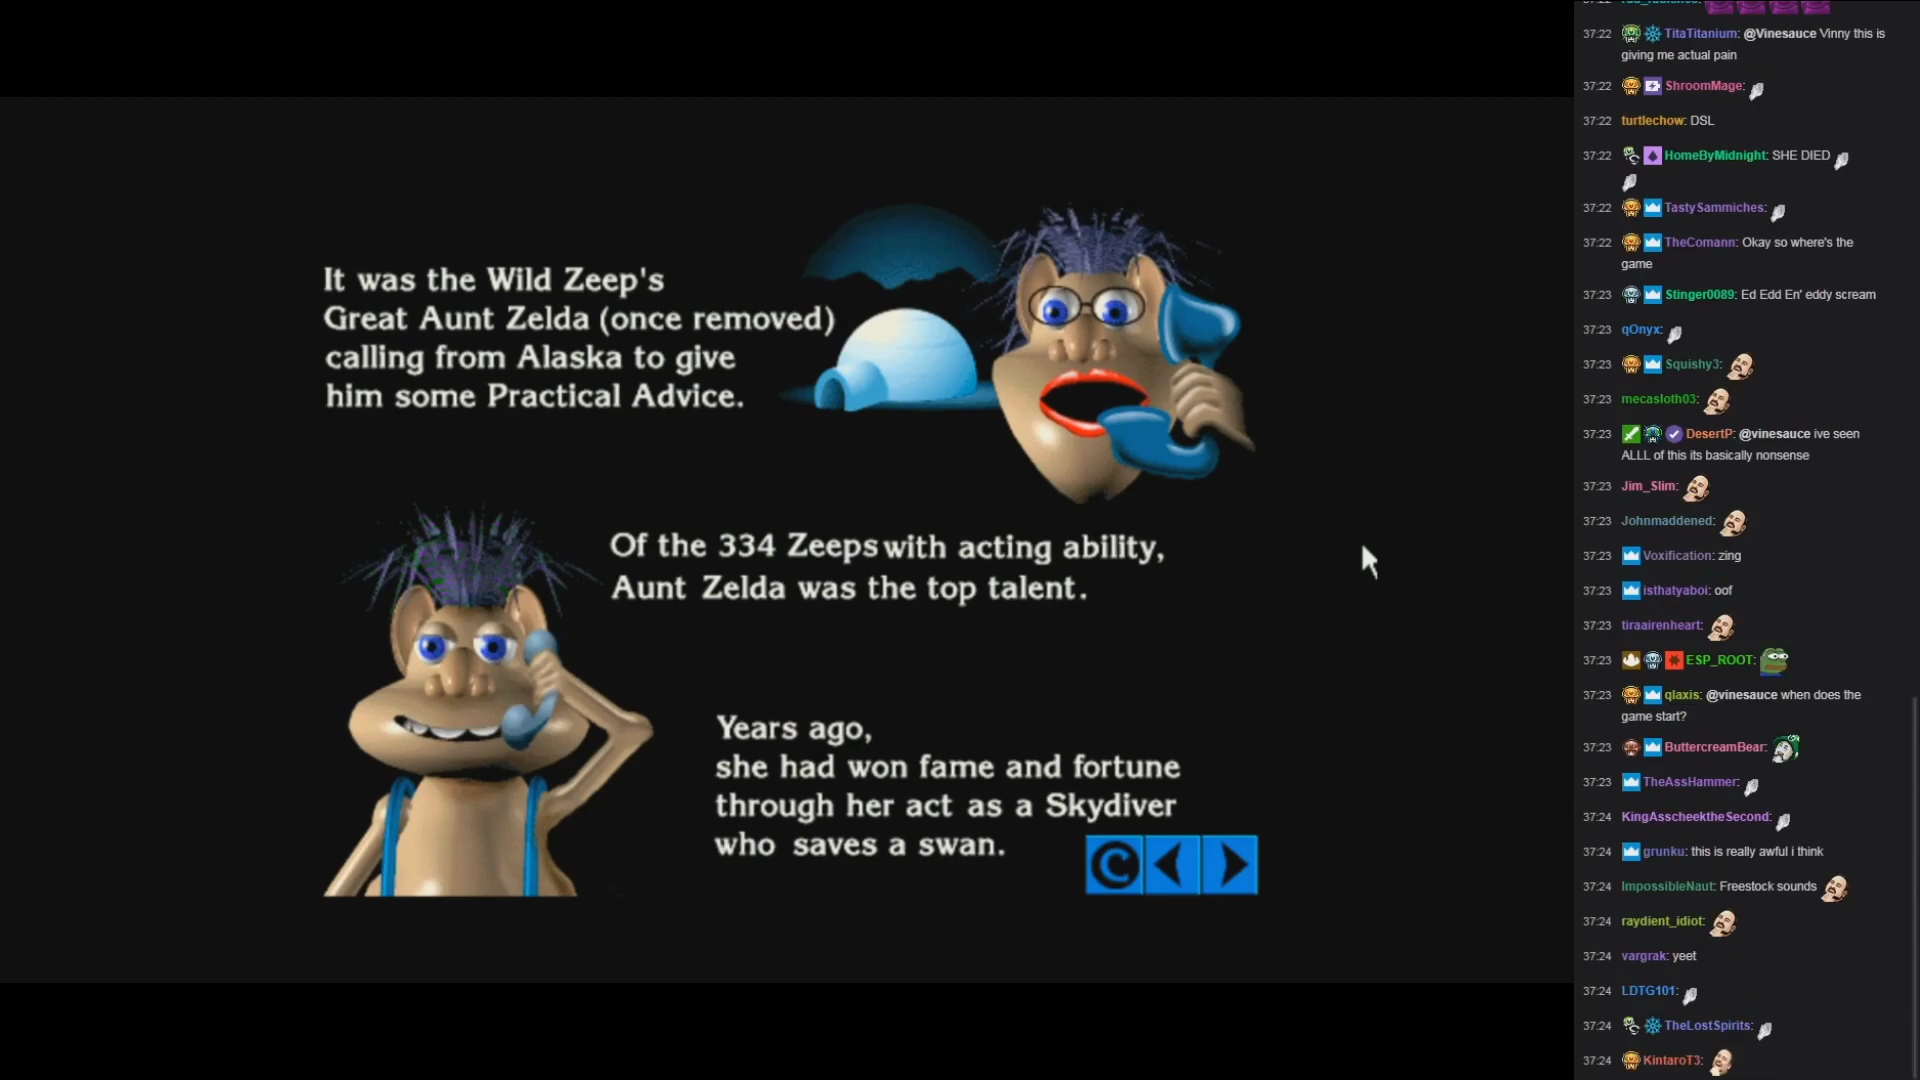 It was the Wild Zeep's
Great Aunt Zelda (once removed)
calling from Alaska to give
him some Practical Advice.
Of the 334 Zeeps with acting ability,
Aunt Zelda was the top talent.
Years ago,
she had won fame and fortune
through her act as a Skydiver
who saves a swan.
C
37:22 TitaTitanium: @Vinesauce Vinny this is
giving me actual pain
37:22 ShroomMage:
37:22 turtlechow: DSL
37:22 HomeByMidnight: SHE DIED
37:22 TastySammiches:
37:22 TheComann: Okay so where's the
game
37:23 Stinger0089: Ed Edd En' eddy scream
37:23 qOnyx:
37:23 Squishy3:
37:23 mecasloth03:
37:23 DesertP: @vinesauce ive seen
ALLL of this its basically nonsense
37:23 Jim_Slim:
37:23 Johnmaddened:
37:23 Voxification: zing
37:23 isthatyaboi: oof
37:23 tiraairenheart:
37:23 ESP_ROOT:
37:23 qlaxis: @vinesauce when does the
game start?
37:23 ButtercreamBear:
37:23 TheAssHammer:
37:24 KingAsscheektheSecond:
37:24 grunku: this is really awful i think
37:24 ImpossibleNaut: Freestock sounds
37:24 raydient_idiot:
37:24 vargrak: yeet
37:24 LDTG101:
37:24 TheLostSpirits:
37:24 KintaroT3: